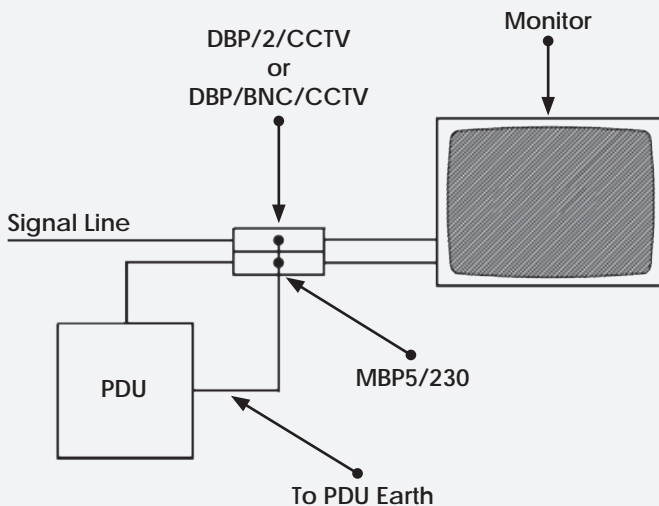 DBP/2/CCTV
or
DBP/BNC/CCTV
Monitor
Signal Line
PDU
MBP5/230
To PDU Earth